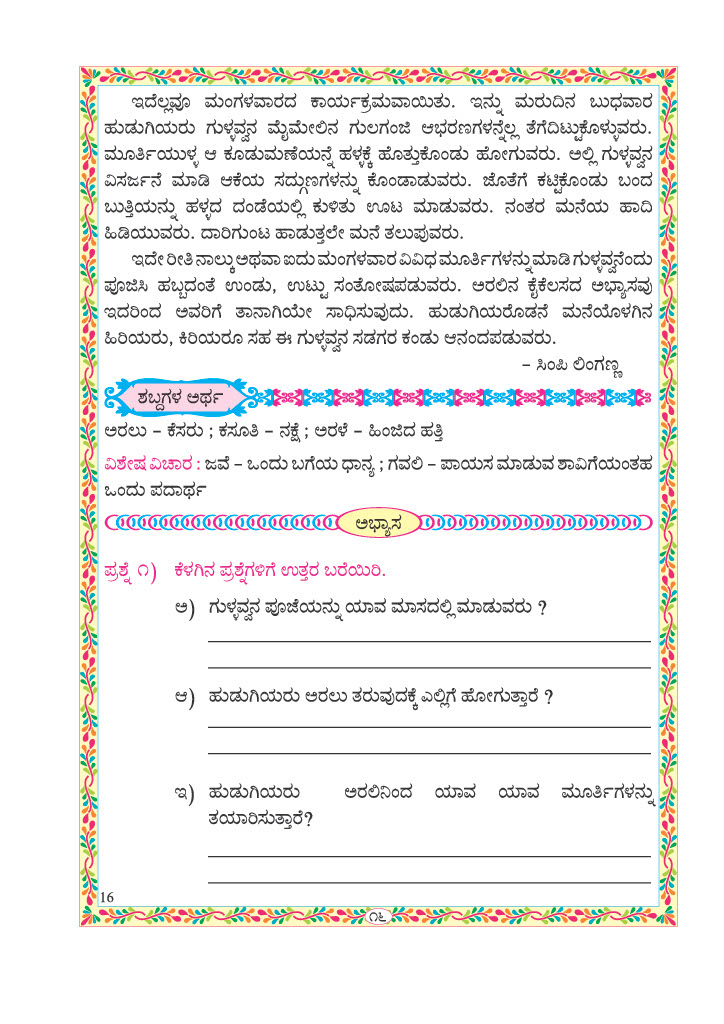 ಇದೆಲ್ಲವೂ ಮಂಗಳವಾರದ ಕಾರ್ಯಕ್ರಮವಾಯಿತು. ಇನ್ನು ಮರುದಿನ ಬುಧವಾರ
ಹುಡುಗಿಯರು ಗುಳ್ಳವ್ವನ ಮೈಮೇಲಿನ ಗುಲಗಂಜಿ ಆಭರಣಗಳನ್ನೆಲ್ಲ ತೆಗೆದಿಟ್ಟುಕೊಳ್ಳುವರು.
ಮೂರ್ತಿಯುಳ್ಳ ಆ ಕೂಡುಮಣೆಯನ್ನೆ ಹಳ್ಳಕ್ಕೆ ಹೊತ್ತುಕೊಂಡು ಹೋಗುವರು. ಅಲ್ಲಿ ಗುಳ್ಳವ್ವನ
ವಿಸರ್ಜನೆ ಮಾಡಿ ಆಕೆಯ ಸದ್ಗುಣಗಳನ್ನು ಕೊಂಡಾಡುವರು. ಜೊತೆಗೆ ಕಟ್ಟಿಕೊಂಡು ಬಂದ
ಬುತ್ತಿಯನ್ನು ಹಳ್ಳದ ದಂಡೆಯಲ್ಲಿ ಕುಳಿತು ಊಟ ಮಾಡುವರು. ನಂತರ ಮನೆಯ ಹಾದಿ
ಹಿಡಿಯುವರು. ದಾರಿಗುಂಟ ಹಾಡುತ್ತಲೇ ಮನೆ ತಲುಪುವರು.
ಇದೇ ರೀತಿ ನಾಲ್ಕು ಅಥವಾ ಐದು ಮಂಗಳವಾರ ವಿವಿಧ ಮೂರ್ತಿಗಳನ್ನು ಮಾಡಿ ಗುಳ್ಳವ್ವನೆಂದು
ಪೂಜಿಸಿ ಹಬ್ಬದಂತೆ ಉಂಡು, ಉಟ್ಟು ಸಂತೋಷಪಡುವರು. ಅರಲಿನ ಕೈಕೆಲಸದ ಅಭ್ಯಾಸವು
ಇದರಿಂದ ಅವರಿಗೆ ತಾನಾಗಿಯೇ ಸಾಧಿಸುವುದು. ಹುಡುಗಿಯರೊಡನೆ ಮನೆಯೊಳಗಿನ
ಹಿರಿಯರು, ಕಿರಿಯರೂ ಸಹ ಈ ಗುಳ್ಳವ್ವನ ಸಡಗರ ಕಂಡು ಆನಂದಪಡುವರು.
– ಸಿಂಪಿ ಲಿಂಗಣ್ಣ
ಶಬ್ದಗಳ ಅರ್ಥ
ಅರಲು – ಕೆಸರು ; ಕಸೂತಿ – ನಕ್ಷೆ ; ಅರಳೆ – ಹಿಂಜಿದ ಹತ್ತಿ
ವಿಶೇಷ ವಿಚಾರ : ಜವೆ – ಒಂದು ಬಗೆಯ ಧಾನ್ಯ ; ಗವಲಿ – ಪಾಯಸ ಮಾಡುವ ಶಾವಿಗೆಯಂತಹ
ಒಂದು ಪದಾರ್ಥ
ಅಭ್ಯಾಸ
ಪ್ರಶ್ನೆ ೧) ಕೆಳಗಿನ ಪ್ರಶ್ನೆಗಳಿಗೆ ಉತ್ತರ ಬರೆಯಿರಿ.
ಅ) ಗುಳ್ಳವ್ವನ ಪೂಜೆಯನ್ನು ಯಾವ ಮಾಸದಲ್ಲಿ ಮಾಡುವರು ?
ಆ) ಹುಡುಗಿಯರು ಅರಲು ತರುವುದಕ್ಕೆ ಎಲ್ಲಿಗೆ ಹೋಗುತ್ತಾರೆ ?
ಇ) ಹುಡುಗಿಯರು ಅರಲಿನಿಂದ ಯಾವ ಯಾವ ಮೂರ್ತಿಗಳನ್ನು
ತಯಾರಿಸುತ್ತಾರೆ?
16
೧೬